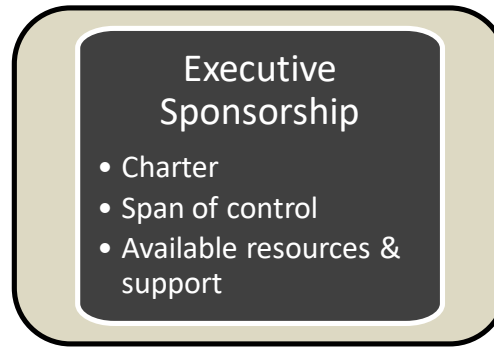 Executive
Sponsorship
• Charter
• Span of control
• Available resources &
support